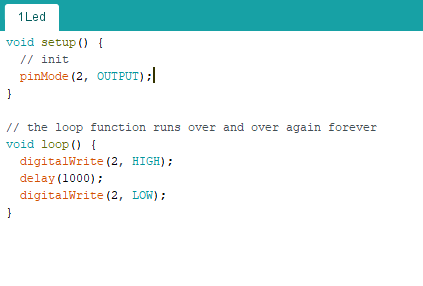 1Led
void setup() {
  // init
  pinMode(2, OUTPUT);
}

// the loop function runs over and over again forever
void loop() {
  digitalWrite(2, HIGH);
  delay(1000);
  digitalWrite(2, LOW);
}